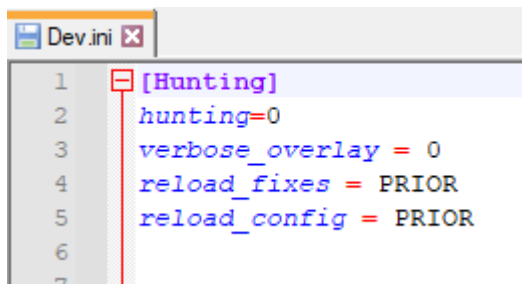 Dev.ini
1 [Hunting]
2 hunting=0
3 verbose_overlay = 0
4 reload_fixes = PRIOR
5 reload_config = PRIOR
6